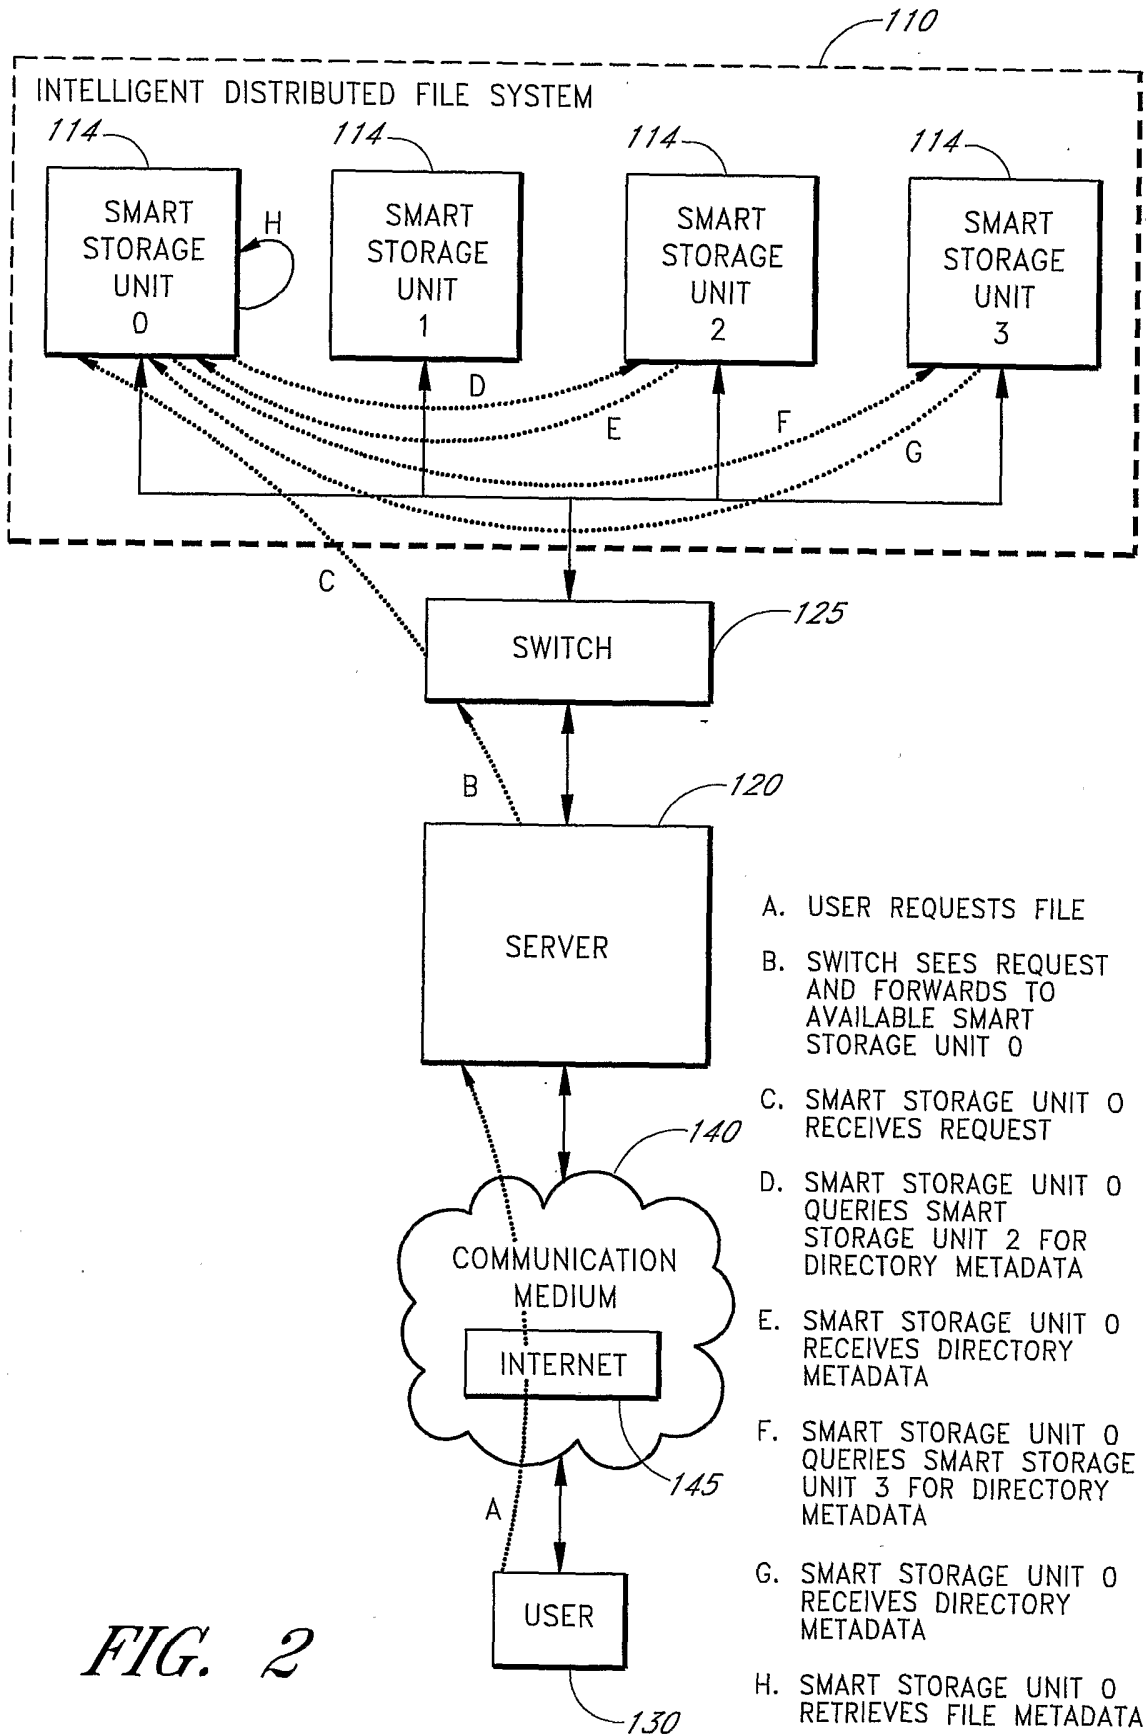 110
INTELLIGENT DISTRIBUTED FILE SYSTEM
114
114
114
114
SMART
STORAGE
UNIT
0
H
SMART
STORAGE
UNIT
1
SMART
STORAGE
UNIT
2
SMART
STORAGE
UNIT
3
D
E
F
G
C
125
SWITCH
B
120
SERVER
140
COMMUNICATION
MEDIUM
INTERNET
145
A
USER
130
A. USER REQUESTS FILE
B. SWITCH SEES REQUEST
AND FORWARDS TO
AVAILABLE SMART
STORAGE UNIT 0
C. SMART STORAGE UNIT 0
RECEIVES REQUEST
D. SMART STORAGE UNIT 0
QUERIES SMART
STORAGE UNIT 2 FOR
DIRECTORY METADATA
E. SMART STORAGE UNIT 0
RECEIVES DIRECTORY
METADATA
F. SMART STORAGE UNIT 0
QUERIES SMART STORAGE
UNIT 3 FOR DIRECTORY
METADATA
G. SMART STORAGE UNIT 0
RECEIVES DIRECTORY
METADATA
H. SMART STORAGE UNIT 0
RETRIEVES FILE METADATA
FIG. 2